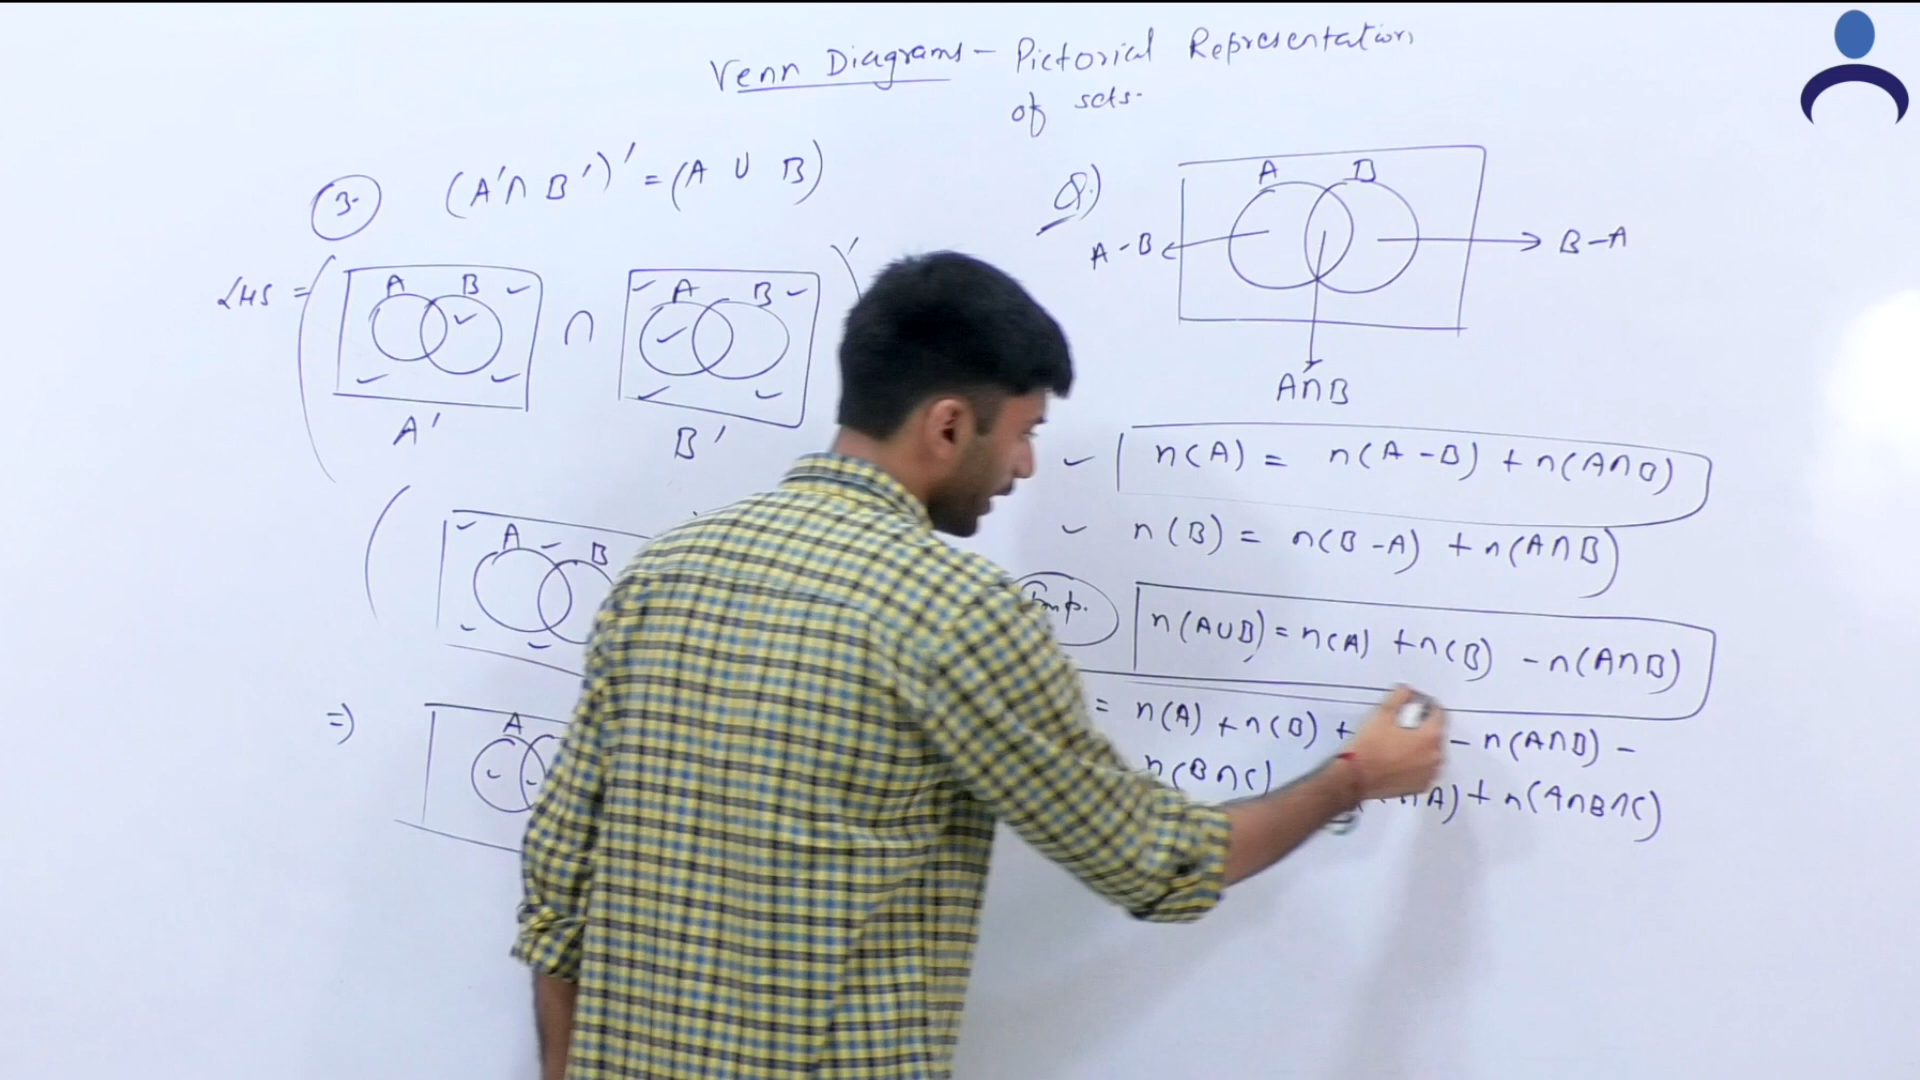 Venn Diagrams - Pictorial Representation
of sets.
3. (A'∩ B')' = (A ∪ B)
LHS =
A B
A'
∩
A B
B'
'
A B
=)
A
Q)
A B
A-B
B-A
A∩B
n(A) = n(A-B) + n(A∩B)
n(B) = n(B-A) + n(A∩B)
Imp.
n(A∪B) = n(A) + n(B) - n(A∩B)
= n(A) + n(B) + - n(A∩B) -
n(B∩C) ∩A) + n(A∩B∩C)